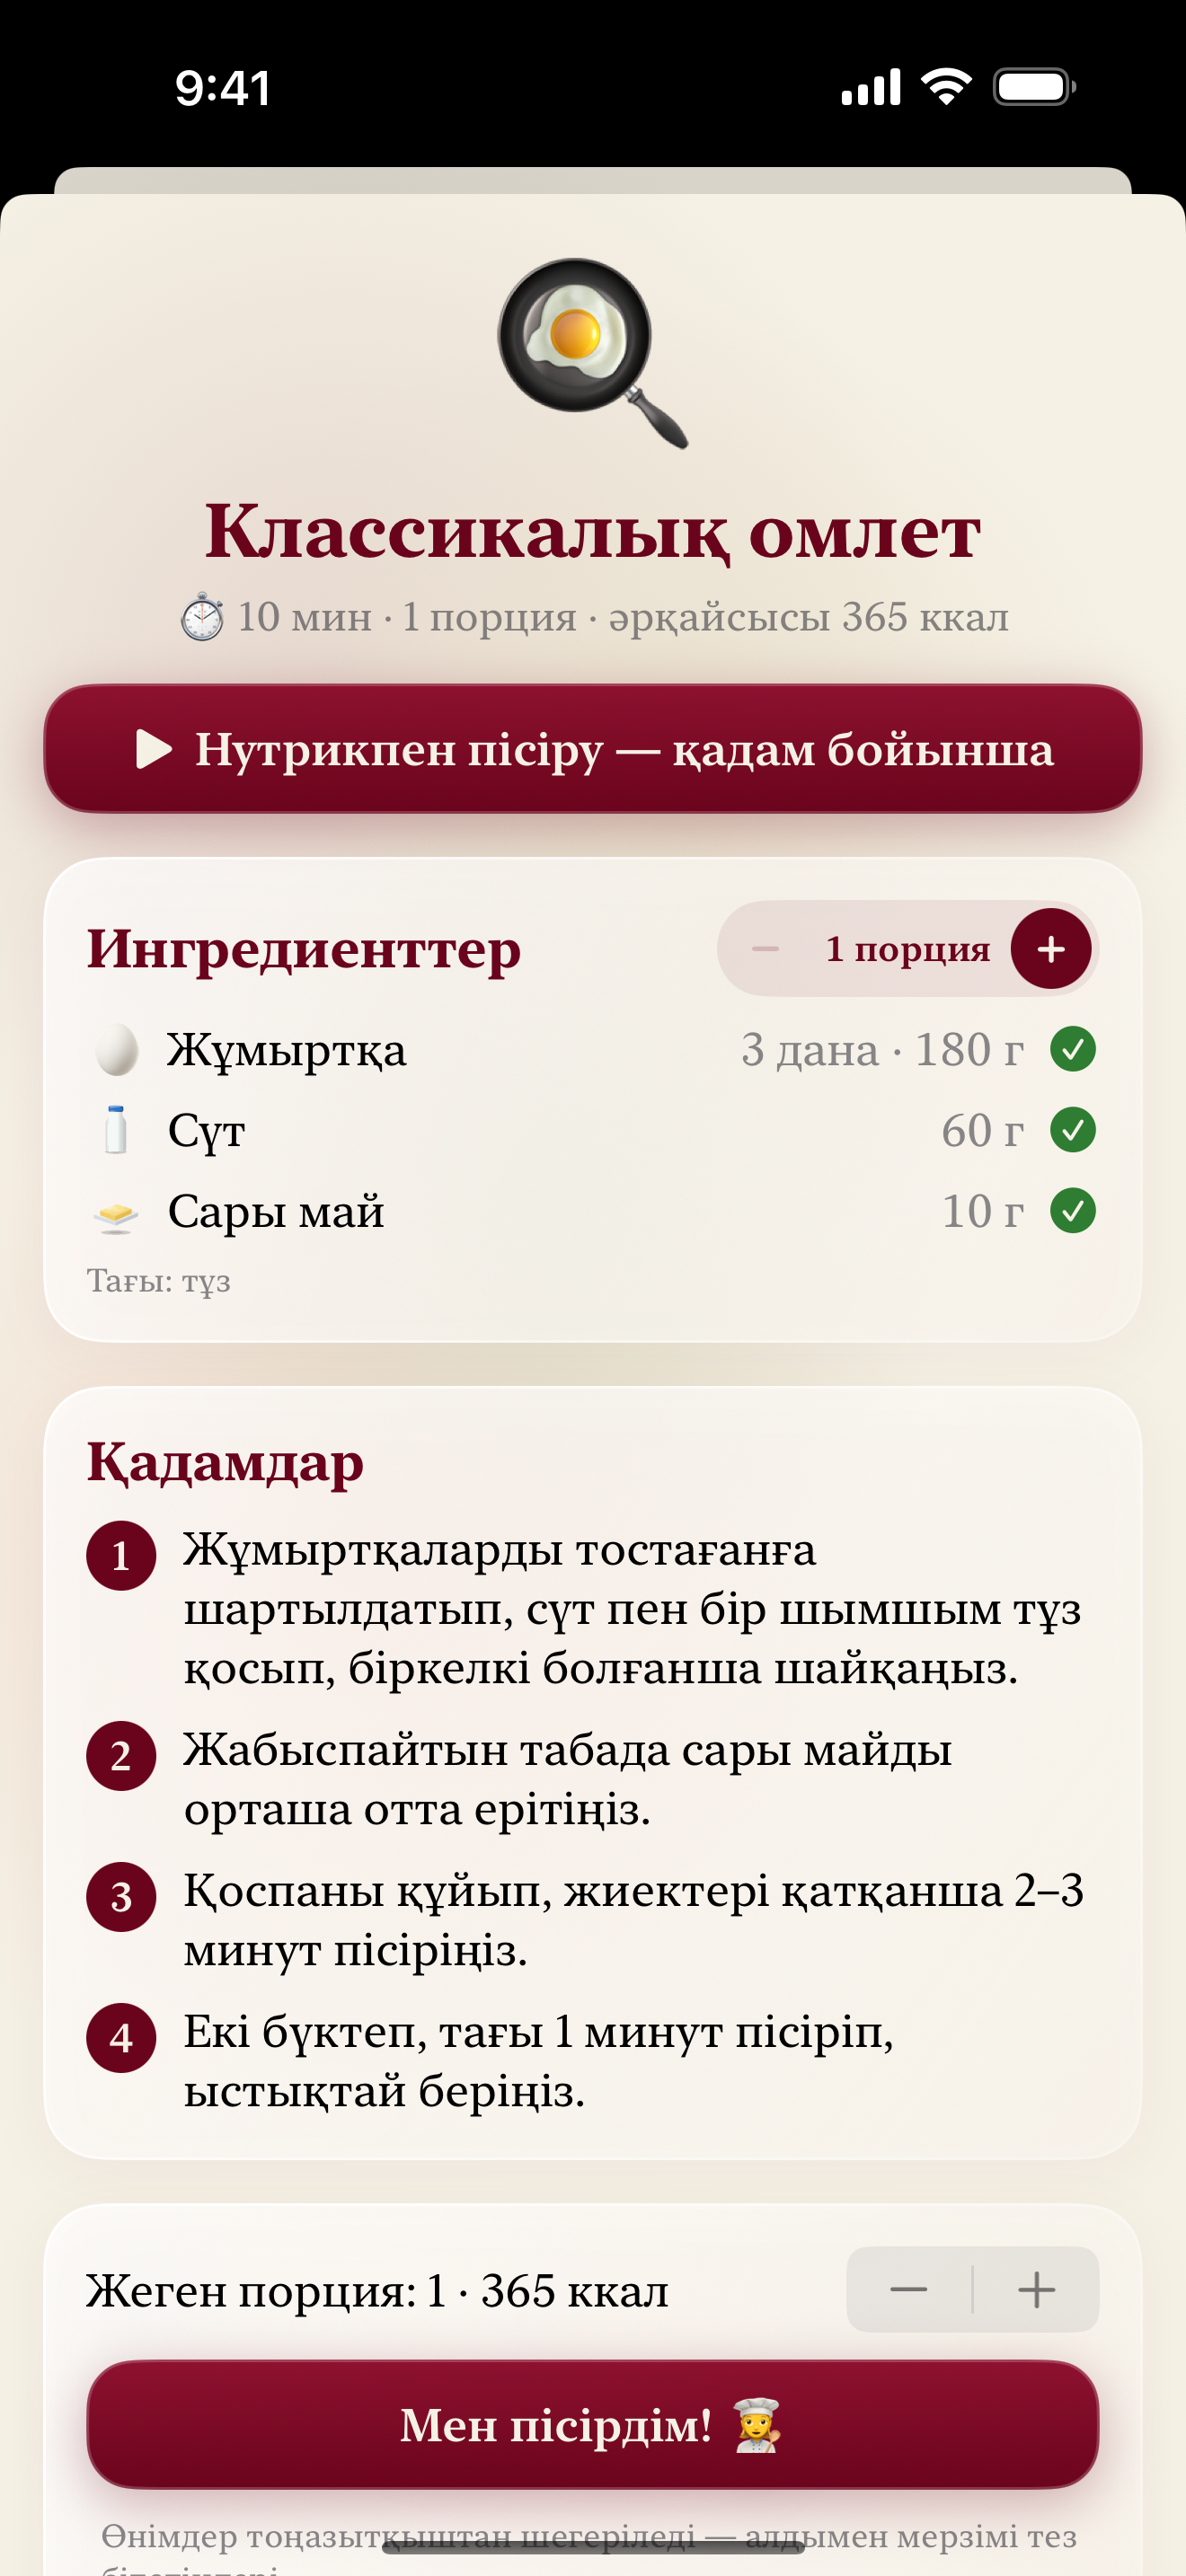 9:41
Классикалық омлет
10 мин · 1 порция · әрқайсысы 365 ккал
Нутрикпен пісіру — қадам бойынша
Ингредиенттер
1 порция
Жұмыртқа
3 дана · 180 г
Сүт
60 г
Сары май
10 г
Тағы: тұз
Қадамдар
1
Жұмыртқаларды тостағанға
шартылдатып, сүт пен бір шымшым тұз
қосып, біркелкі болғанша шайқаңыз.
2
Жабыспайтын табада сары майды
орташа отта ерітіңіз.
3
Қоспаны құйып, жиектері қатқанша 2–3
минут пісіріңіз.
4
Екі бүктеп, тағы 1 минут пісіріп,
ыстықтай беріңіз.
Жеген порция: 1 · 365 ккал
Мен пісірдім!
Өнімдер тоңазытқыштан шегеріледі — алдымен мерзімі тез